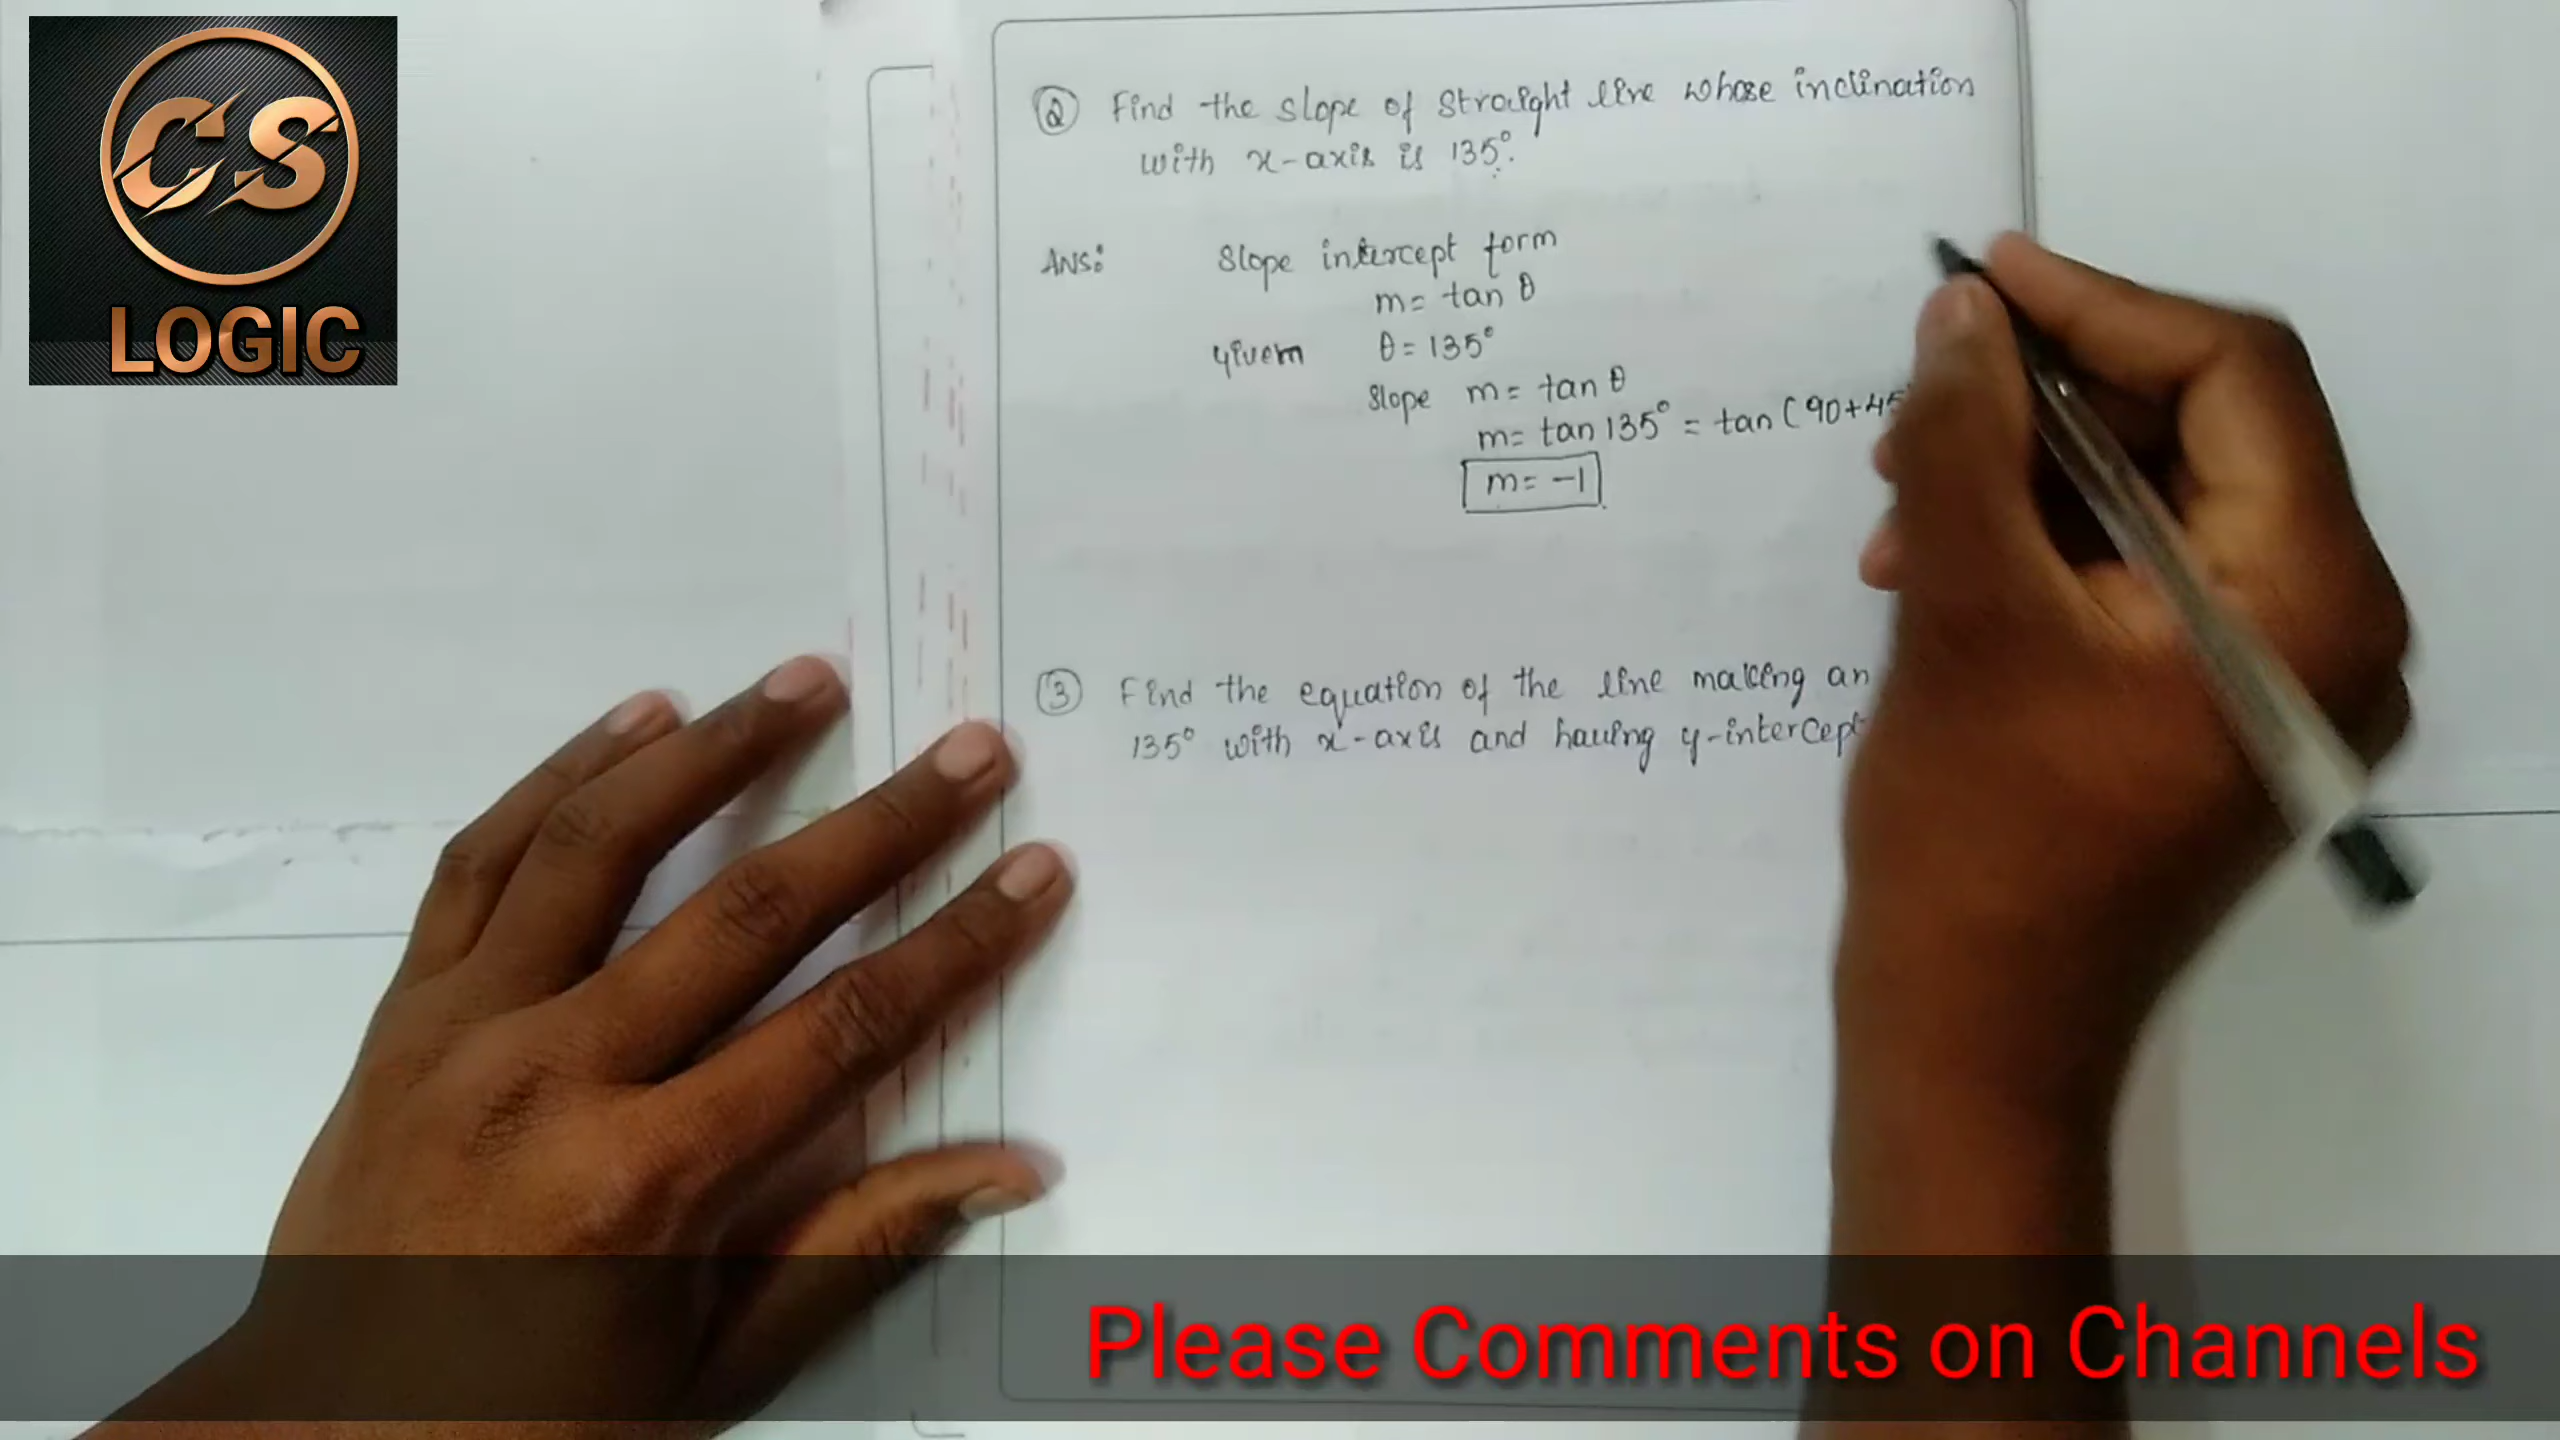 CS
LOGIC
② Find the slope of straight line whose inclination
with x-axis is 135°.
ANS: Slope intercept form
m= tan θ
Given θ = 135°
Slope m= tan θ
m= tan 135° = tan (90+45
m= -1
③ Find the equation of the line making an
135° with x-axis and having y-intercept
Please Comments on Channels